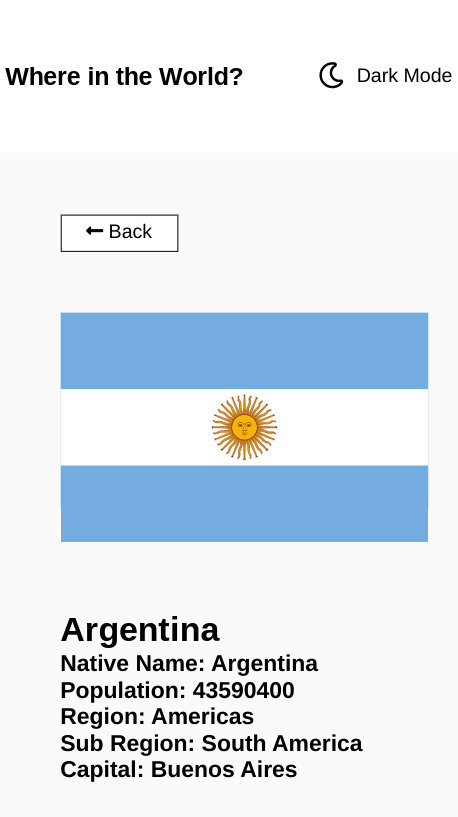 Where in the World?
Dark Mode
Back
Argentina
Native Name: Argentina
Population: 43590400
Region: Americas
Sub Region: South America
Capital: Buenos Aires